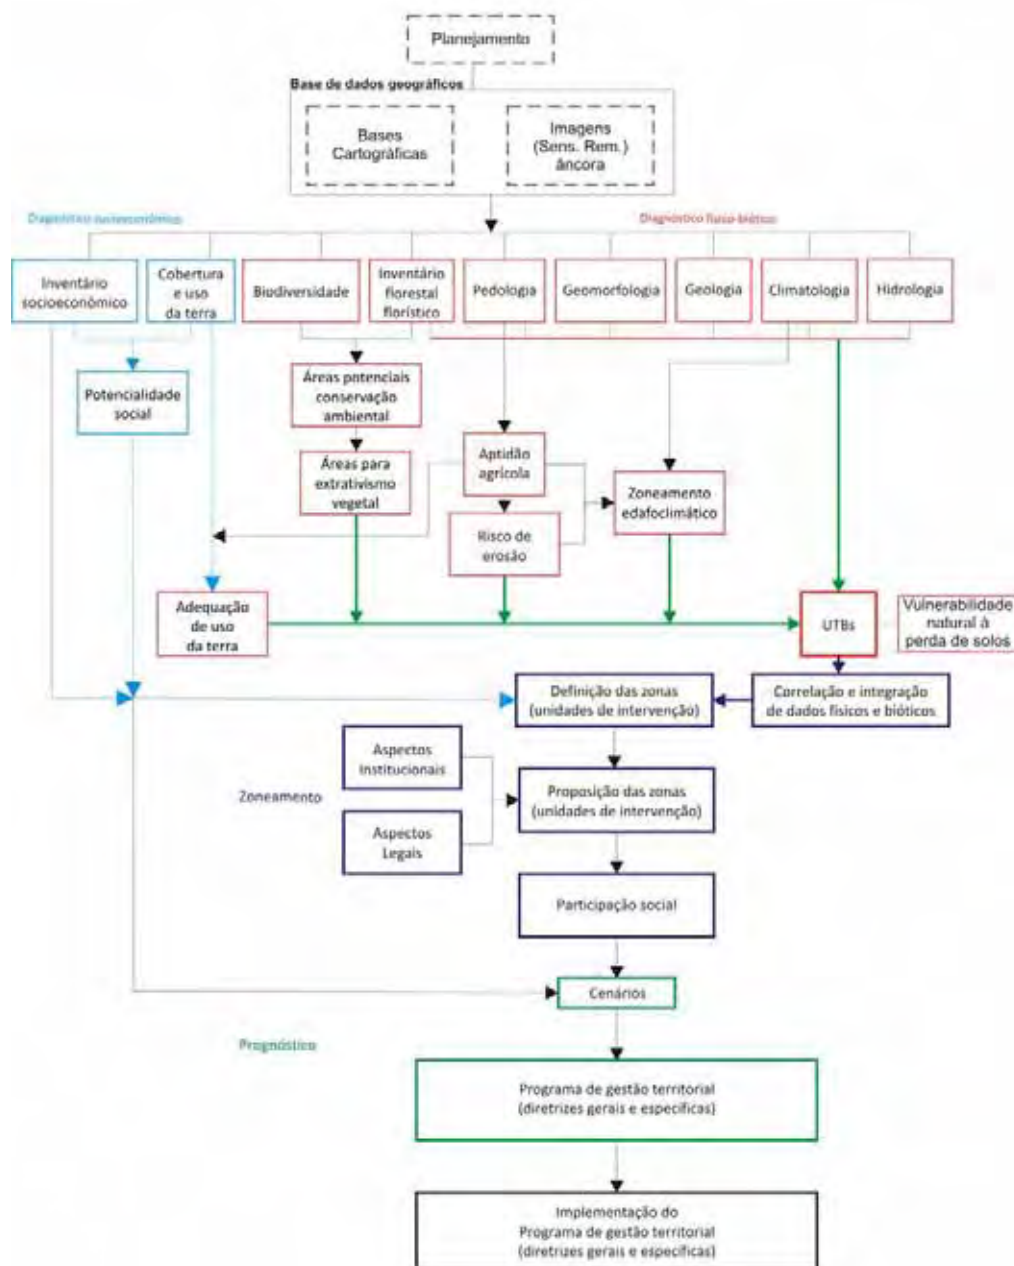 Planejamento
Base de dados geográficos
Bases
Cartográficas
Imagens
(Sens. Rem.)
âncora
Diagnóstico socioeconômico
Diagnóstico físico-biótico
Inventário
socioeconômico
Cobertura
e uso
da terra
Biodiversidade
Inventário
florestal
florístico
Pedologia
Geomorfologia
Geologia
Climatologia
Hidrologia
Potencialidade
social
Áreas potenciais
conservação
ambiental
Áreas para
extrativismo
vegetal
Aptidão
agrícola
Risco de
erosão
Zoneamento
edafoclimático
Adequação
de uso
da terra
UTBs
Vulnerabilidade
natural à
perda de solos
Definição das zonas
(unidades de intervenção)
Correlação e integração
de dados físicos e bióticos
Zoneamento
Aspectos
Institucionais
Aspectos
Legais
Proposição das zonas
(unidades de intervenção)
Participação social
Cenários
Prognóstico
Programa de gestão territorial
(diretrizes gerais e específicas)
Implementação do
Programa de gestão territorial
(diretrizes gerais e específicas)